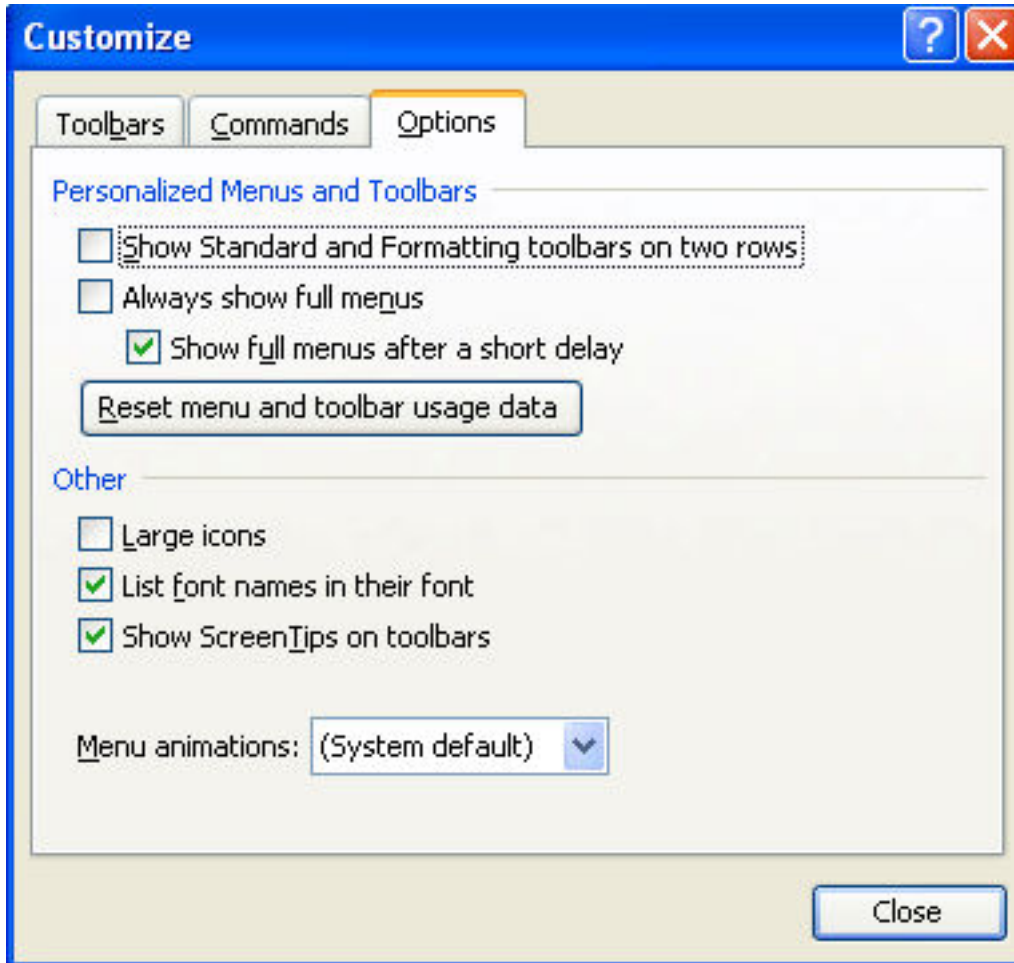 Customize
Toolbars Commands Options
Personalized Menus and Toolbars
Show Standard and Formatting toolbars on two rows
Always show full menus
Show full menus after a short delay
Reset menu and toolbar usage data
Other
Large icons
List font names in their font
Show ScreenTips on toolbars
Menu animations: (System default)
Close